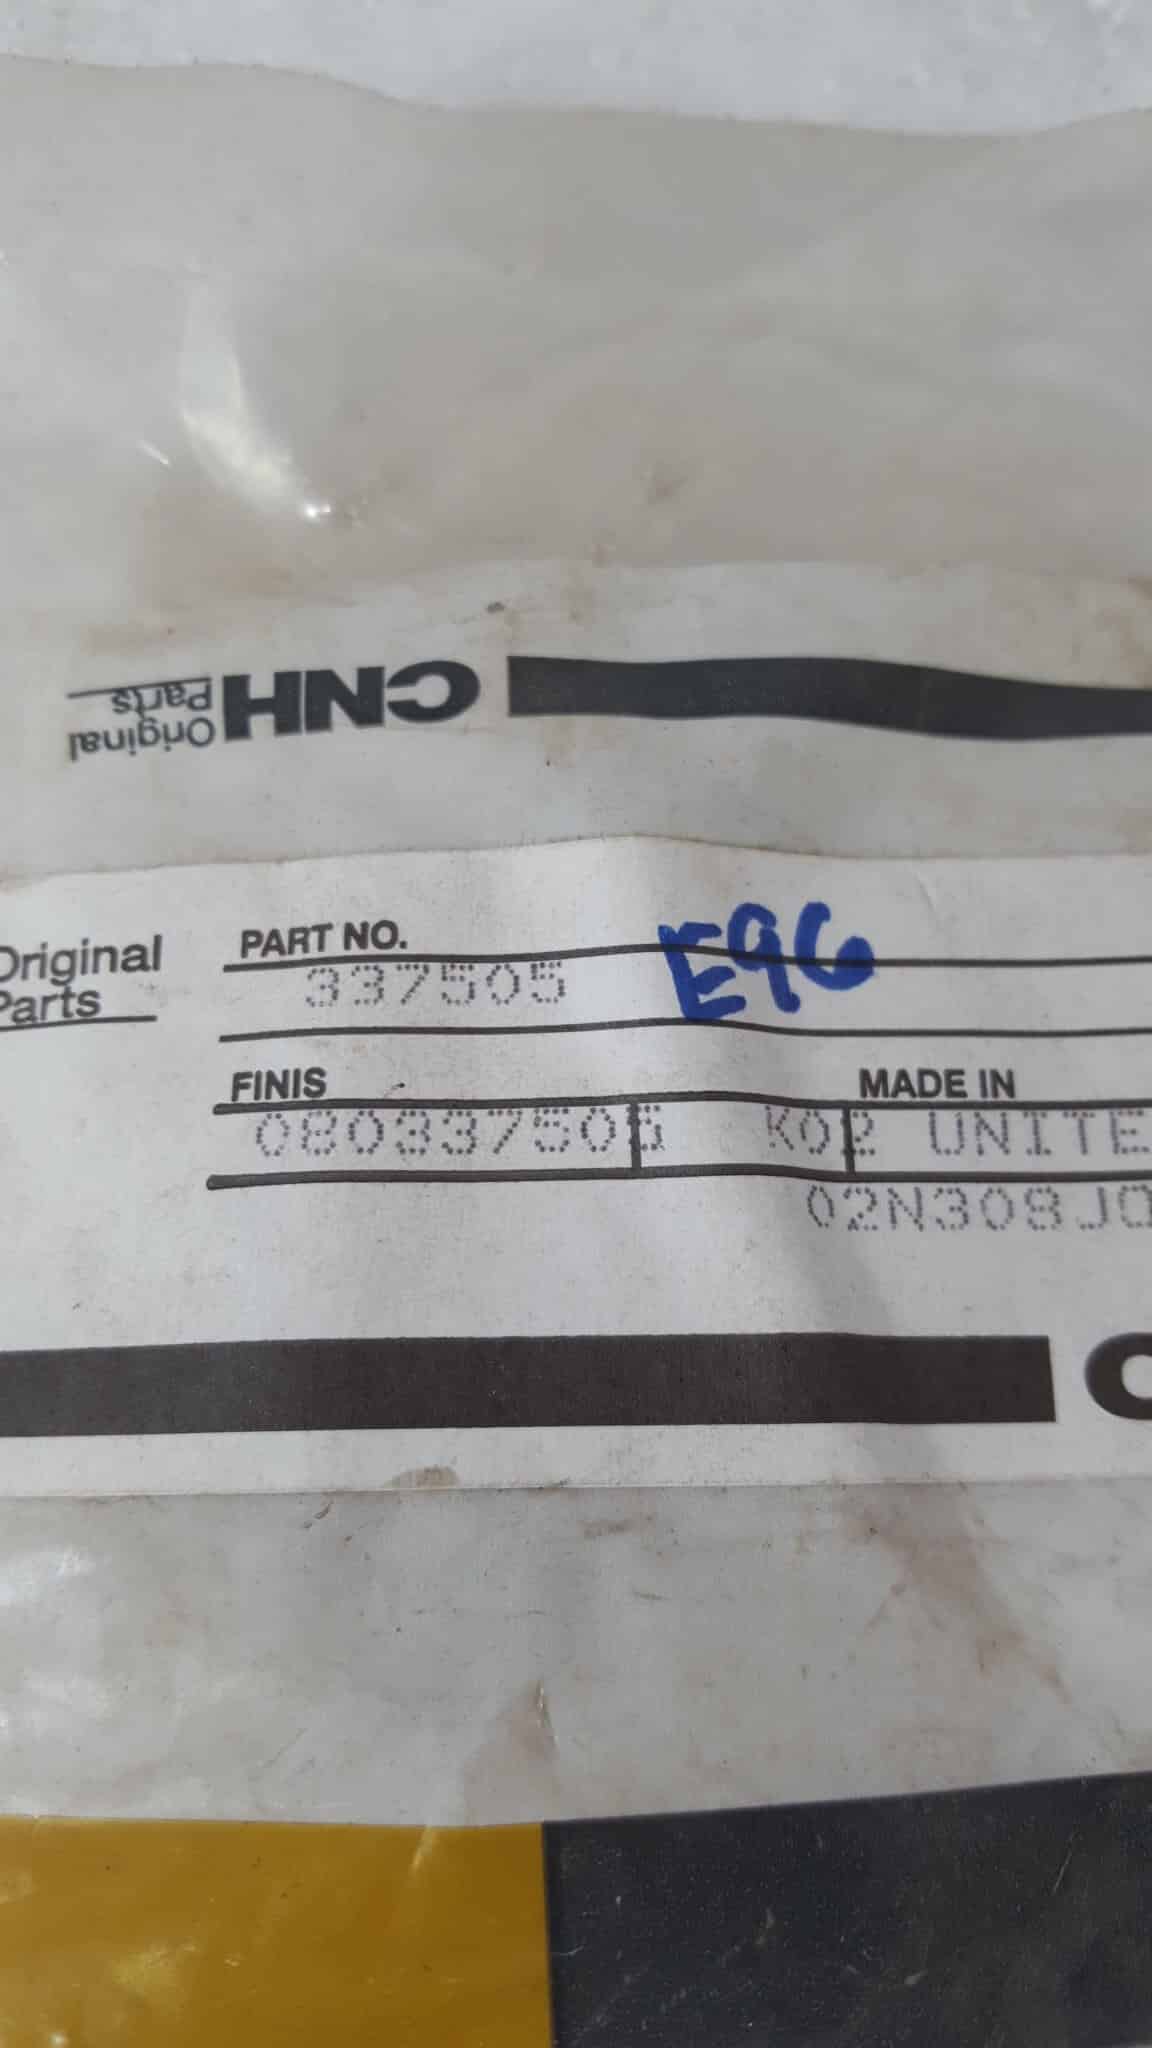 CNH Original
Parts
Original
Parts
PART NO.
337505 E96
FINIS MADE IN
080337505 K02 UNITE
02N308J0
C